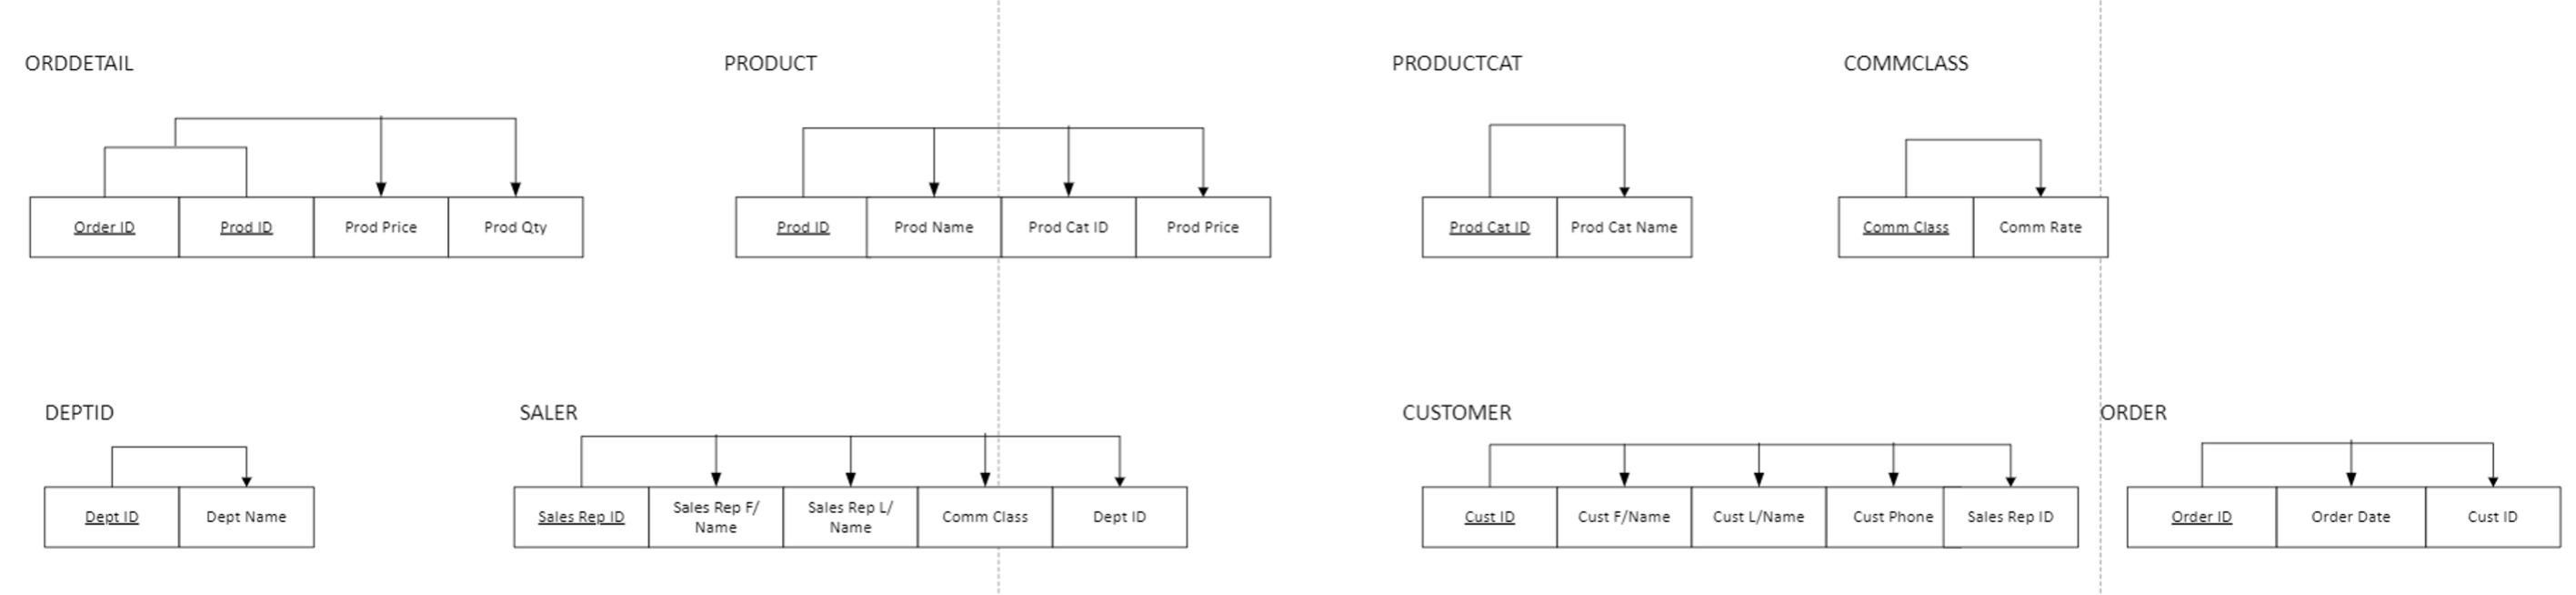 ORDDETAIL
PRODUCT
PRODUCTCAT
COMMCLASS
Order ID
Prod ID
Prod Price
Prod Qty
Prod ID
Prod Name
Prod Cat ID
Prod Price
Prod Cat ID
Prod Cat Name
Comm Class
Comm Rate
DEPTID
SALER
CUSTOMER
ORDER
Dept ID
Dept Name
Sales Rep ID
Sales Rep F/
Name
Sales Rep L/
Name
Comm Class
Dept ID
Cust ID
Cust F/Name
Cust L/Name
Cust Phone
Sales Rep ID
Order ID
Order Date
Cust ID